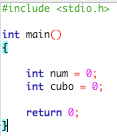 #include <stdio.h>
int main()
{
int num = 0;
int cubo = 0;
return 0;
}